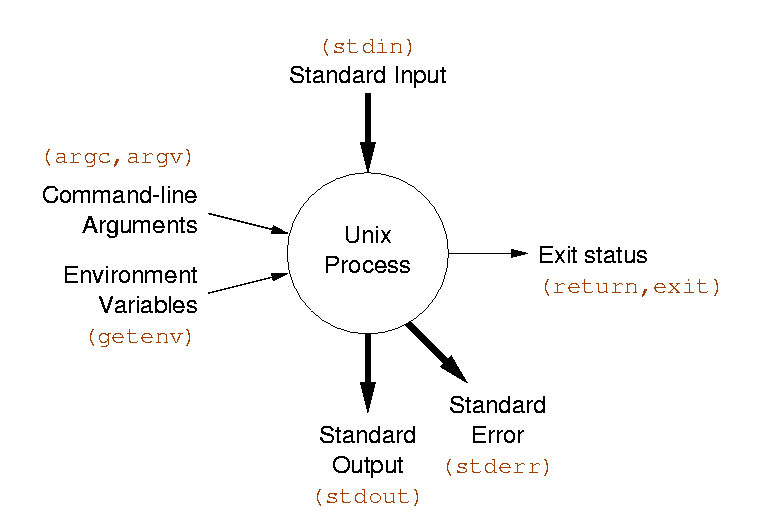 (stdin)
Standard Input
(argc,argv)
Command-line
Arguments
Environment
Variables
(getenv)
Unix
Process
Exit status
(return,exit)
Standard
Output
(stdout)
Standard
Error
(stderr)